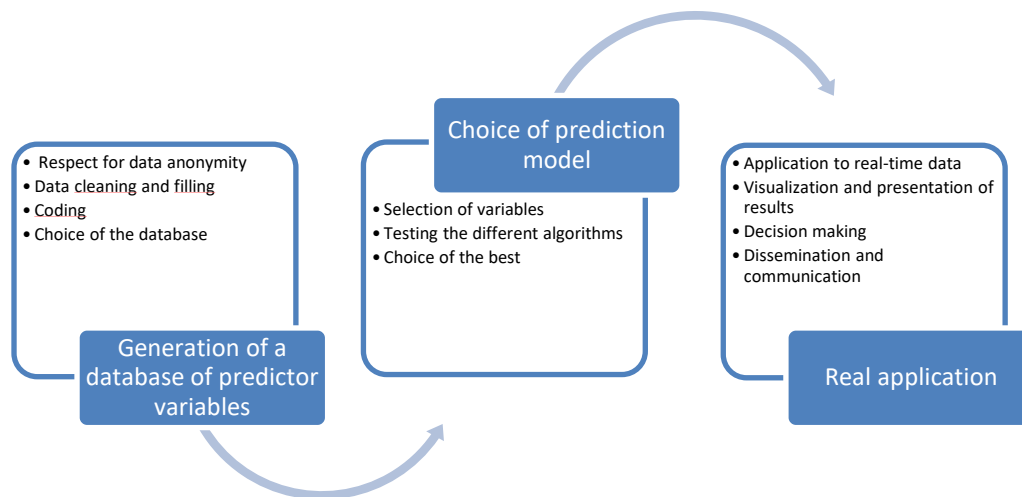 • Respect for data anonymity
• Data cleaning and filling
• Coding
• Choice of the database
Generation of a
database of predictor
variables
Choice of prediction
model
• Selection of variables
• Testing the different algorithms
• Choice of the best
• Application to real-time data
• Visualization and presentation of
results
• Decision making
• Dissemination and
communication
Real application